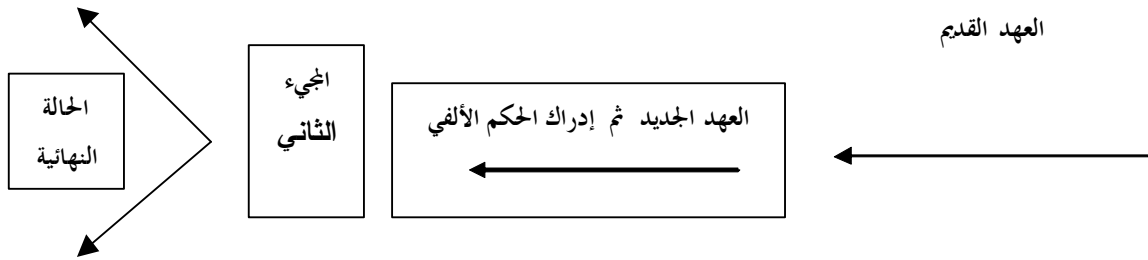 العهد القديم
العهد الجديد ثم إدراك الحكم الألفي
المجيء
الثاني
الحالة
النهائية